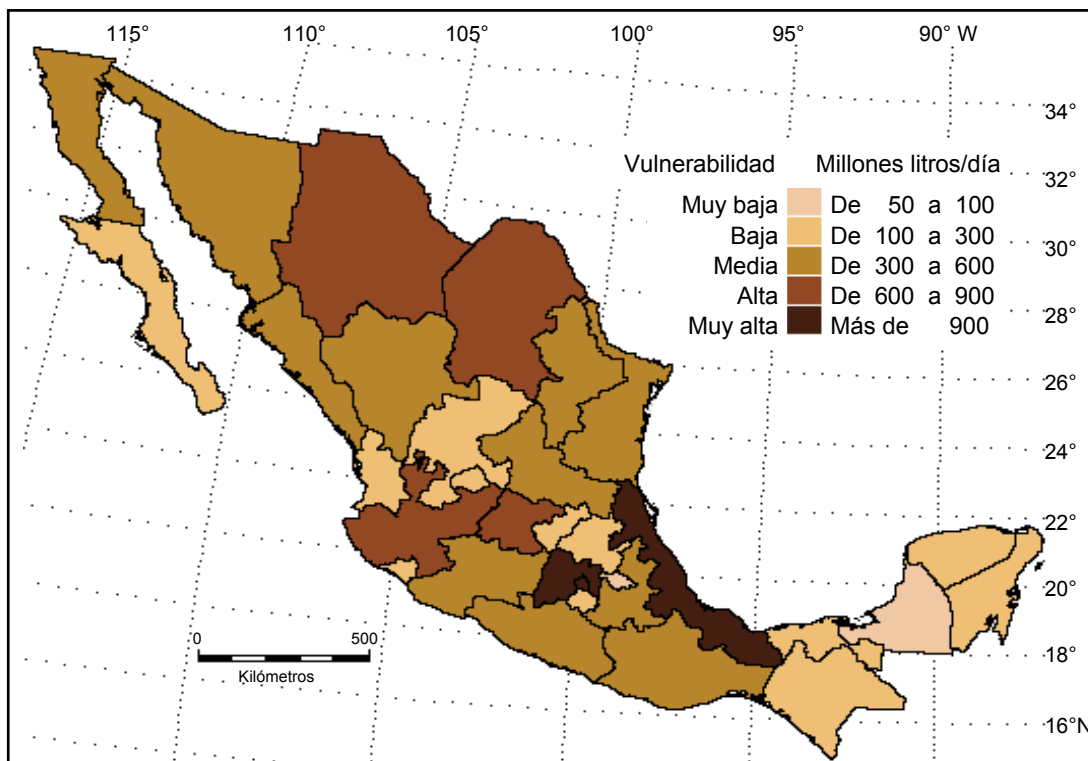 115° 110° 105° 100° 95° 90° W
34°
32°
30°
28°
26°
24°
22°
20°
18°
16°N
Vulnerabilidad Millones litros/día
Muy baja De 50 a 100
Baja De 100 a 300
Media De 300 a 600
Alta De 600 a 900
Muy alta Más de 900
0 500
Kilómetros